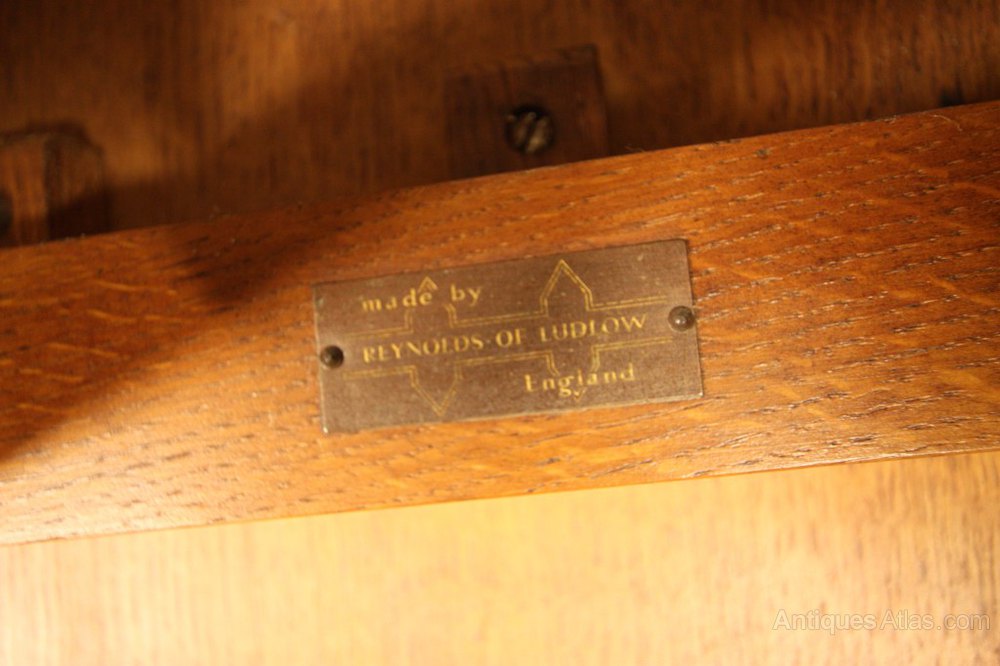 made by
REYNOLDS · OF LUDLOW
England
AntiquesAtlas.com